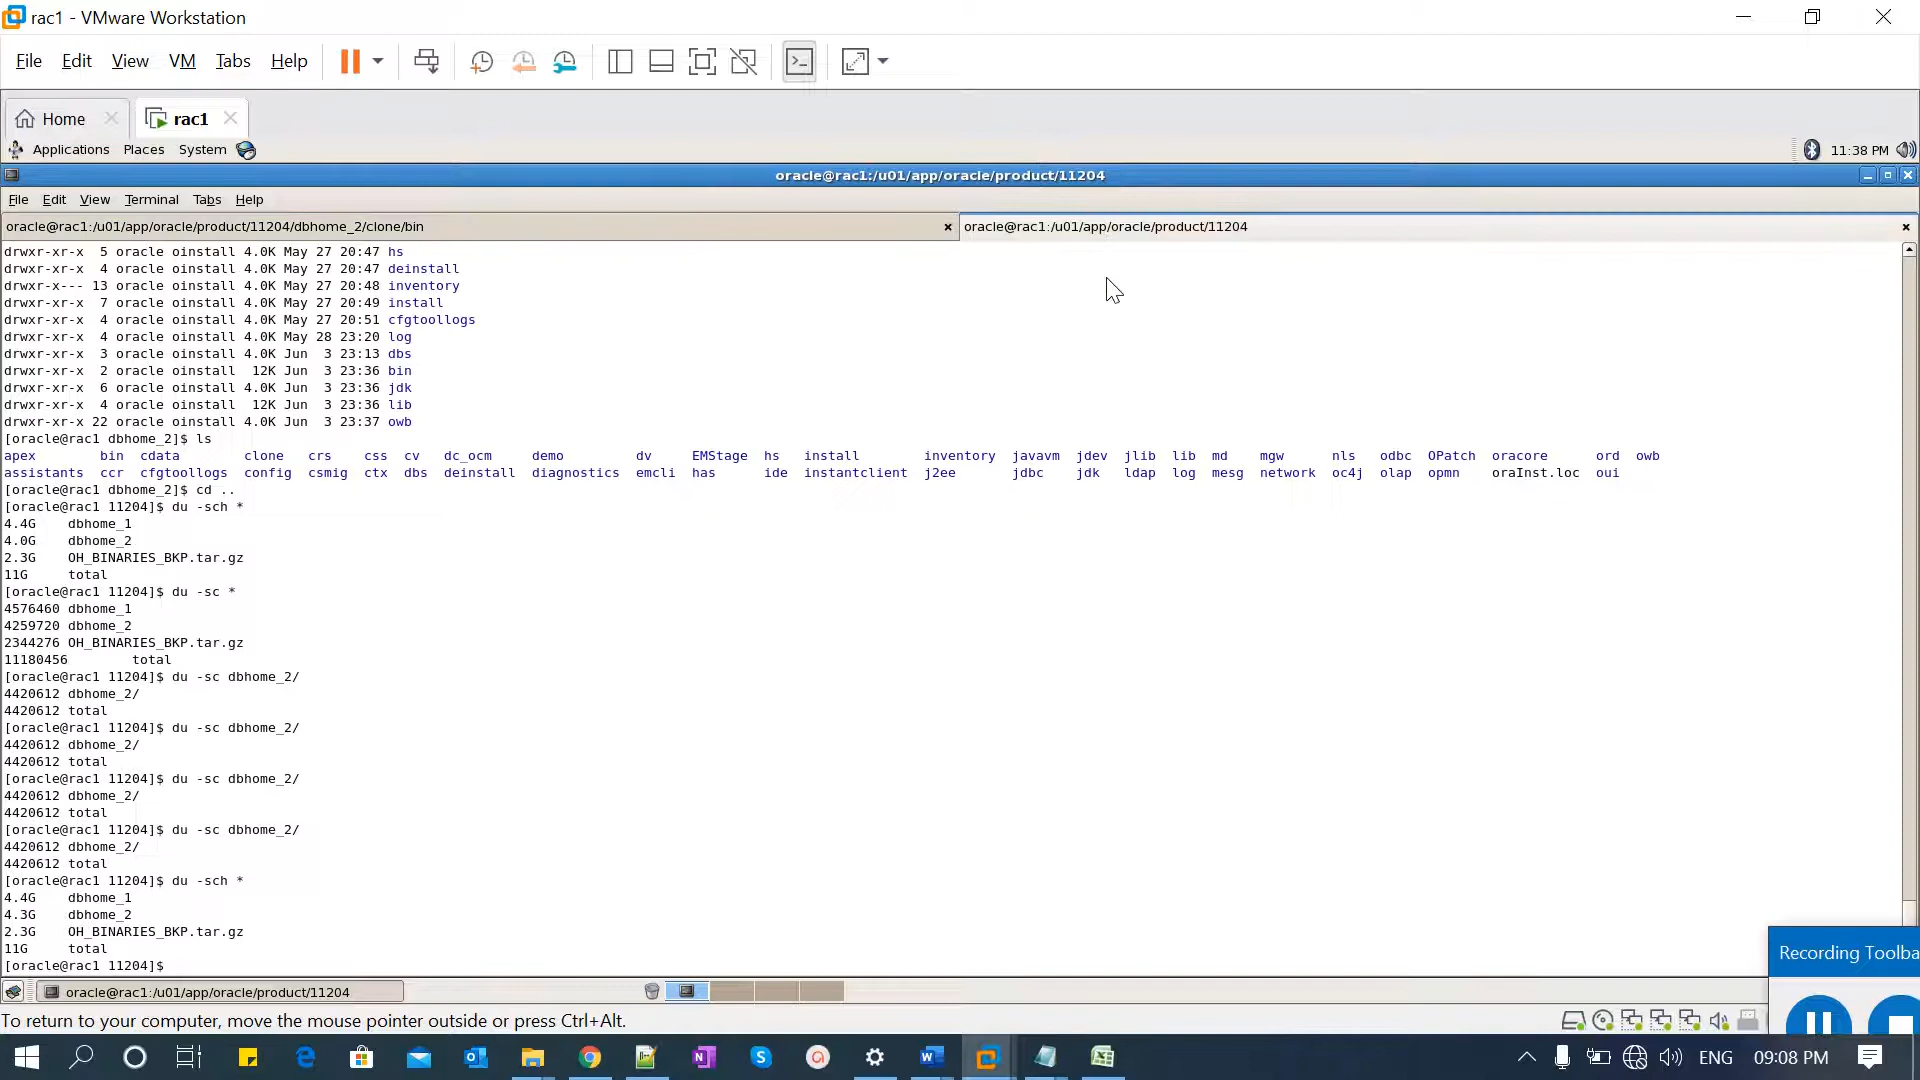 rac1 - VMware Workstation
File Edit View VM Tabs Help
Home rac1
Applications Places System 11:38 PM
oracle@rac1:/u01/app/oracle/product/11204
File Edit View Terminal Tabs Help
oracle@rac1:/u01/app/oracle/product/11204/dbhome_2/clone/bin oracle@rac1:/u01/app/oracle/product/11204
drwxr-xr-x  5 oracle oinstall 4.0K May 27 20:47 hs
drwxr-xr-x  4 oracle oinstall 4.0K May 27 20:47 deinstall
drwxr-x--- 13 oracle oinstall 4.0K May 27 20:48 inventory
drwxr-xr-x  7 oracle oinstall 4.0K May 27 20:49 install
drwxr-xr-x  4 oracle oinstall 4.0K May 27 20:51 cfgtoollogs
drwxr-xr-x  4 oracle oinstall 4.0K May 28 23:20 log
drwxr-xr-x  3 oracle oinstall 4.0K Jun  3 23:13 dbs
drwxr-xr-x  2 oracle oinstall  12K Jun  3 23:36 bin
drwxr-xr-x  6 oracle oinstall 4.0K Jun  3 23:36 jdk
drwxr-xr-x  4 oracle oinstall  12K Jun  3 23:36 lib
drwxr-xr-x 22 oracle oinstall 4.0K Jun  3 23:37 owb
[oracle@rac1 dbhome_2]$ ls
apex bin cdata clone crs css cv dc_ocm demo dv EMStage hs install inventory javavm jdev jlib lib md mgw nls odbc OPatch oracore ord owb
assistants ccr cfgtoollogs config csmig ctx dbs deinstall diagnostics emcli has ide instantclient j2ee jdbc jdk ldap log mesg network oc4j olap opmn oraInst.loc oui
[oracle@rac1 dbhome_2]$ cd ..
[oracle@rac1 11204]$ du -sch *
4.4G dbhome_1
4.0G dbhome_2
2.3G OH_BINARIES_BKP.tar.gz
11G total
[oracle@rac1 11204]$ du -sc *
4576460 dbhome_1
4259720 dbhome_2
2344276 OH_BINARIES_BKP.tar.gz
11180456 total
[oracle@rac1 11204]$ du -sc dbhome_2/
4420612 dbhome_2/
4420612 total
[oracle@rac1 11204]$ du -sc dbhome_2/
4420612 dbhome_2/
4420612 total
[oracle@rac1 11204]$ du -sc dbhome_2/
4420612 dbhome_2/
4420612 total
[oracle@rac1 11204]$ du -sc dbhome_2/
4420612 dbhome_2/
4420612 total
[oracle@rac1 11204]$ du -sch *
4.4G dbhome_1
4.3G dbhome_2
2.3G OH_BINARIES_BKP.tar.gz
11G total
[oracle@rac1 11204]$
Recording Toolba
oracle@rac1:/u01/app/oracle/product/11204
To return to your computer, move the mouse pointer outside or press Ctrl+Alt.
ENG 09:08 PM